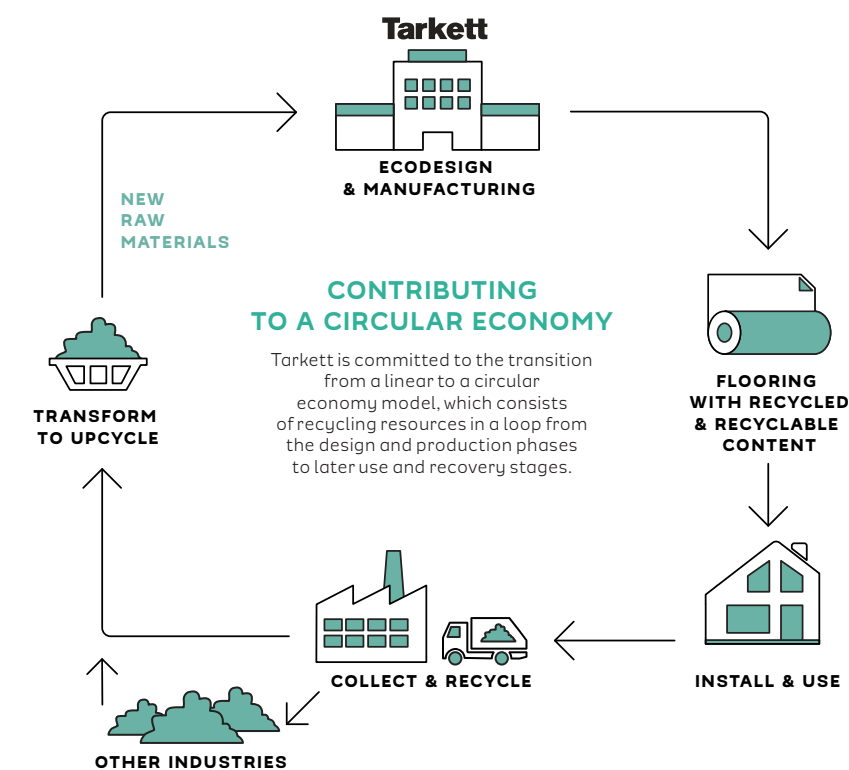 Tarkett
ECODESIGN
& MANUFACTURING
NEW
RAW
MATERIALS
CONTRIBUTING
TO A CIRCULAR ECONOMY
Tarkett is committed to the transition
from a linear to a circular
economy model, which consists
of recycling resources in a loop from
the design and production phases
to later use and recovery stages.
FLOORING
WITH RECYCLED
& RECYCLABLE
CONTENT
TRANSFORM
TO UPCYCLE
COLLECT & RECYCLE
INSTALL & USE
OTHER INDUSTRIES